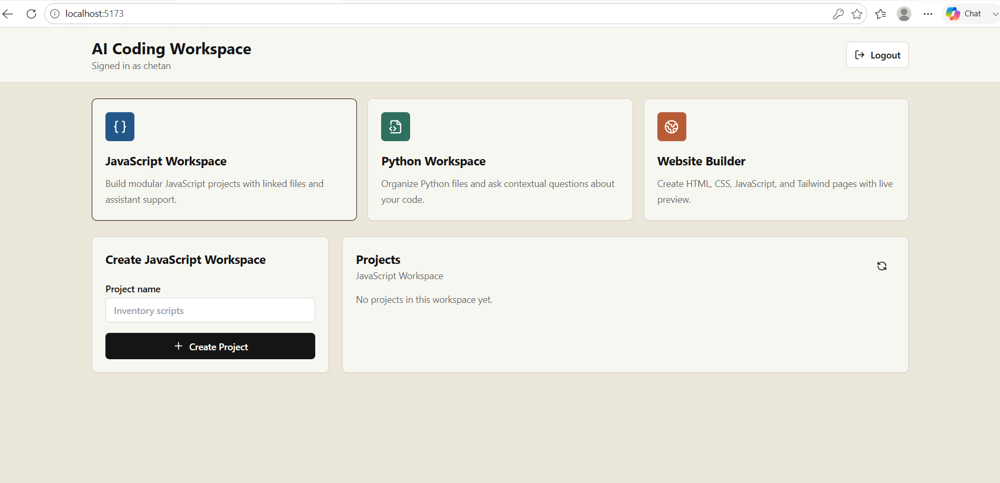 localhost:5173
Chat
AI Coding Workspace
Signed in as chetan
Logout
{ }
JavaScript Workspace
Build modular JavaScript projects with linked files and
assistant support.
Python Workspace
Organize Python files and ask contextual questions about
your code.
Website Builder
Create HTML, CSS, JavaScript, and Tailwind pages with live
preview.
Create JavaScript Workspace
Project name
Inventory scripts
+ Create Project
Projects
JavaScript Workspace
No projects in this workspace yet.